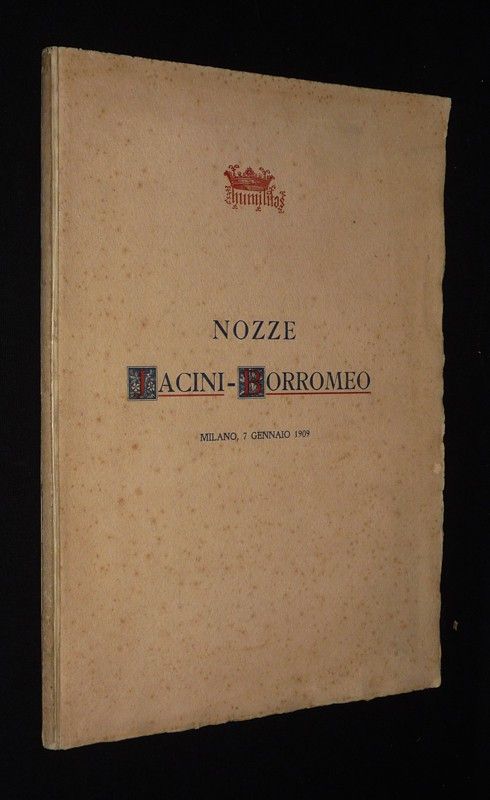 humilitas
NOZZE
JACINI-BORROMEO
MILANO, 7 GENNAIO 1909